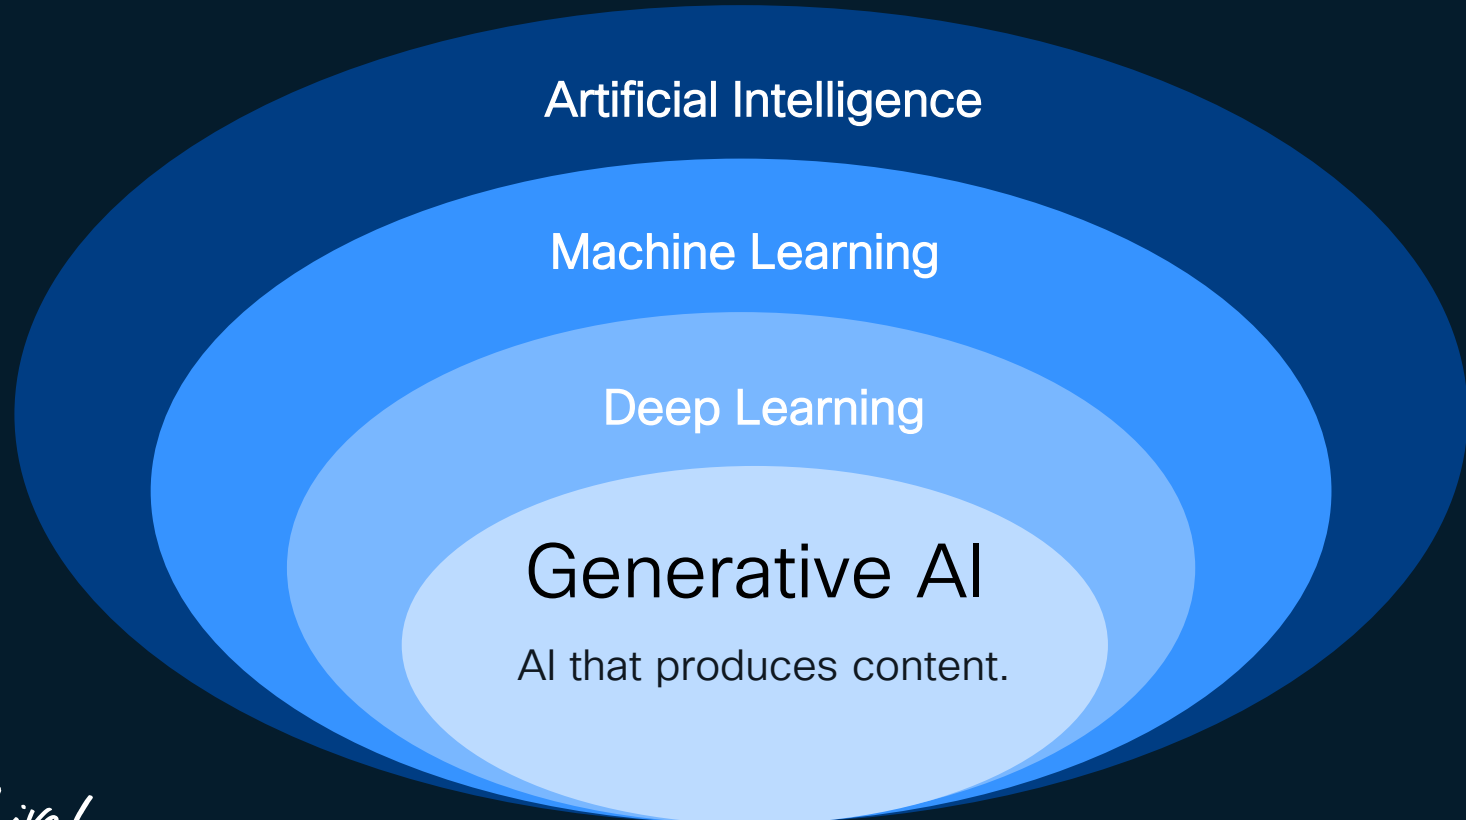 Artificial Intelligence
Machine Learning
Deep Learning
Generative AI
AI that produces content.